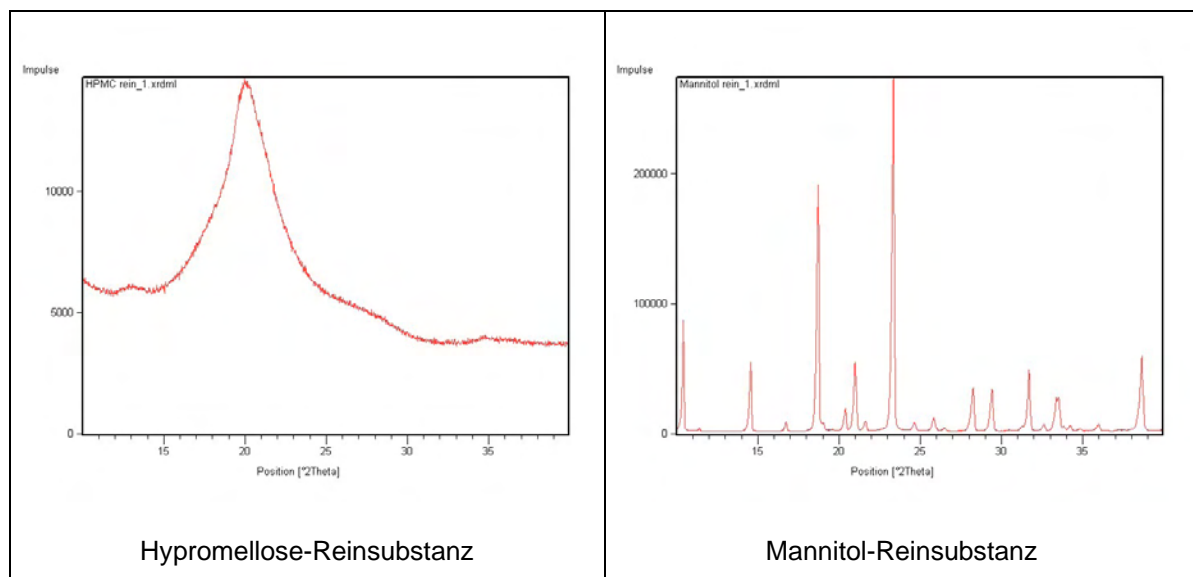 Impulse
HPMC rein_1.xrdml
10000
5000
0
15 20 25 30 35
Position [°2Theta]
Hypromellose-Reinsubstanz
Impulse
Mannitol rein_1.xrdml
200000
100000
0
15 20 25 30 35
Position [°2Theta]
Mannitol-Reinsubstanz